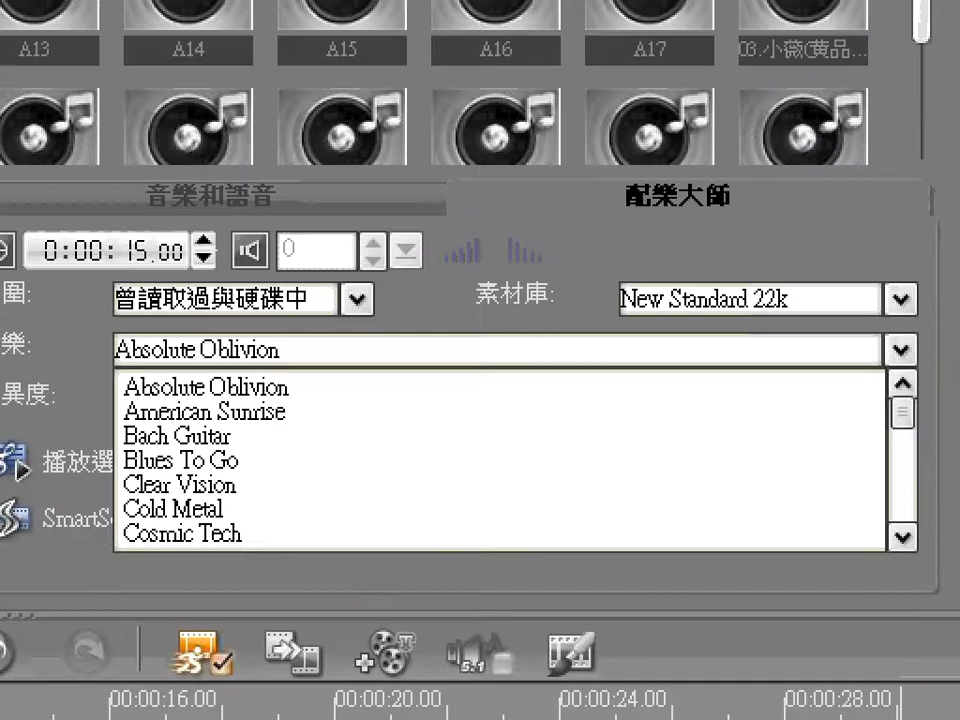 A13 A14 A15 A16 A17 03.小薇(黃品...
音樂和語音 配樂大師
0:00:15.00 0
圍: 曾讀取過與硬碟中 素材庫: New Standard 22k
樂: Absolute Oblivion
Absolute Oblivion
異度:
American Sunrise
Bach Guitar
播放選
Blues To Go
Clear Vision
Cold Metal
SmartS
Cosmic Tech
5.1
00:00:16.00 00:00:20.00 00:00:24.00 00:00:28.00